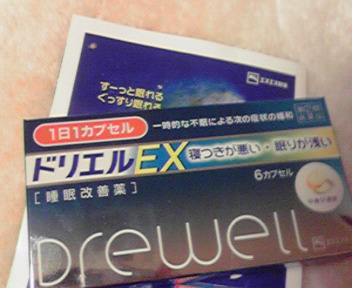 すーっと眠れる
ぐっすり眠れる
1日1カプセル
一時的な不眠による次の症状の緩和
ドリエルEX
寝つきが悪い・眠りが浅い
[睡眠改善薬]
6カプセル
Drewell